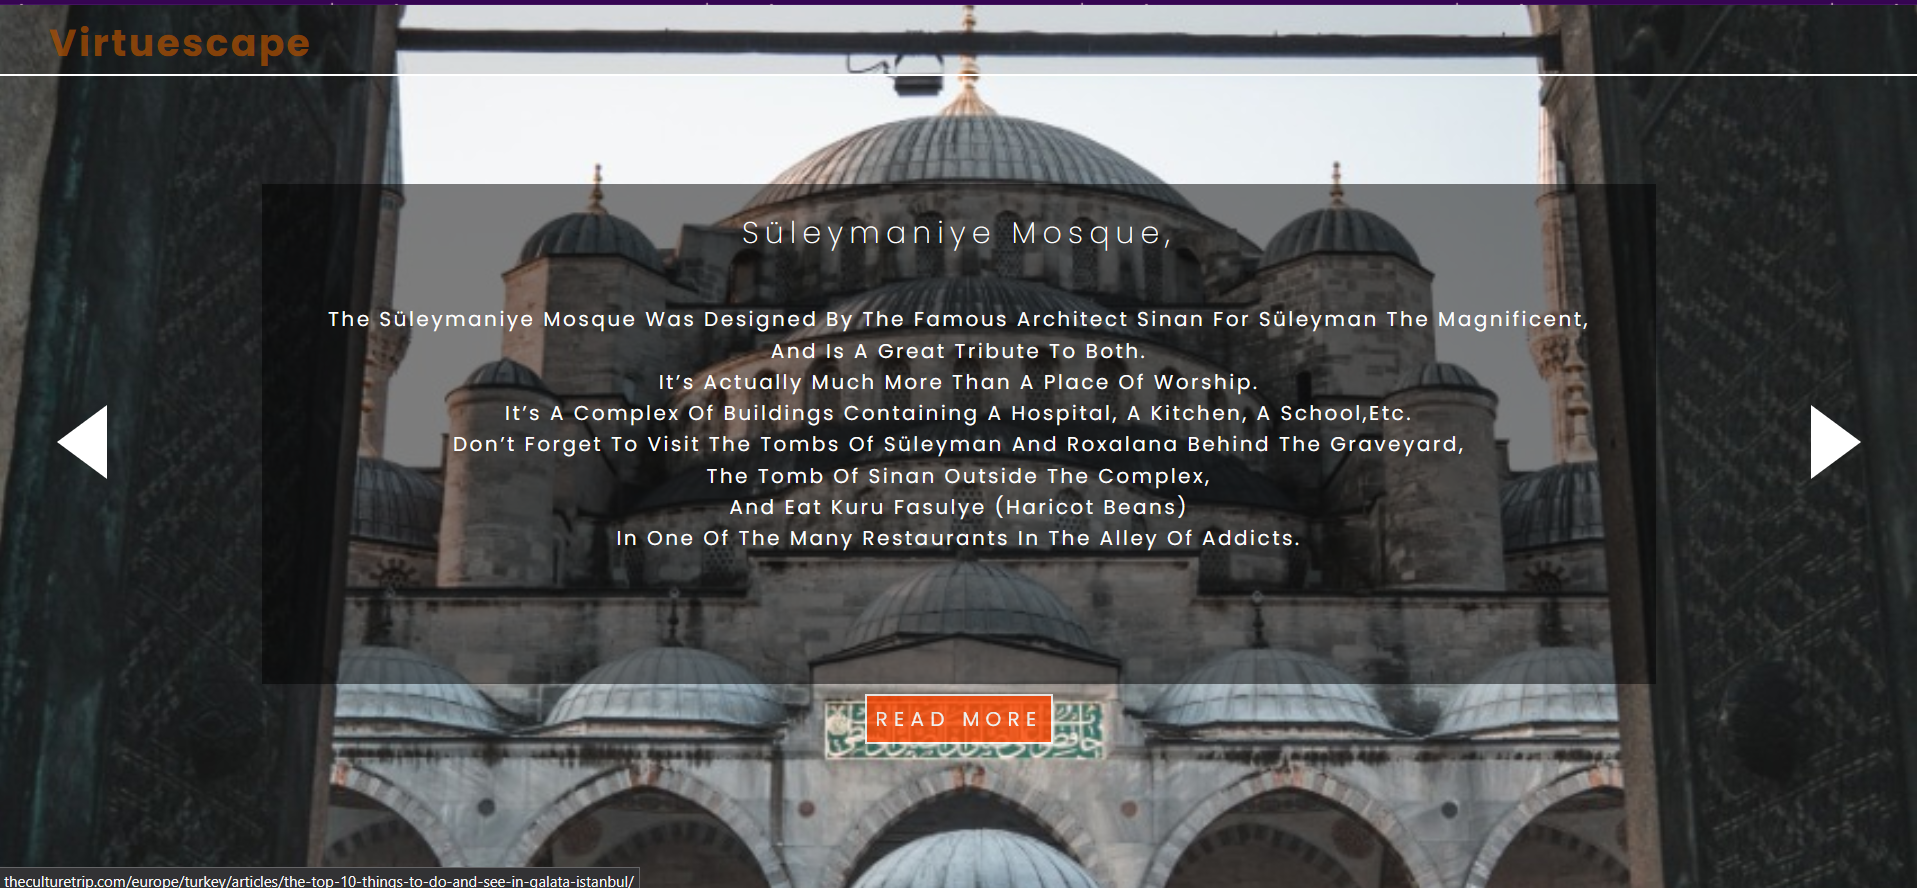 Virtuescape
Süleymaniye Mosque,
The Süleymaniye Mosque Was Designed By The Famous Architect Sinan For Süleyman The Magnificent,
And Is A Great Tribute To Both.
It’s Actually Much More Than A Place Of Worship.
It’s A Complex Of Buildings Containing A Hospital, A Kitchen, A School,Etc.
Don’t Forget To Visit The Tombs Of Süleyman And Roxalana Behind The Graveyard,
The Tomb Of Sinan Outside The Complex,
And Eat Kuru Fasulye (Haricot Beans)
In One Of The Many Restaurants In The Alley Of Addicts.
READ MORE
theculturetrip.com/europe/turkey/articles/the-top-10-things-to-do-and-see-in-galata-istanbul/